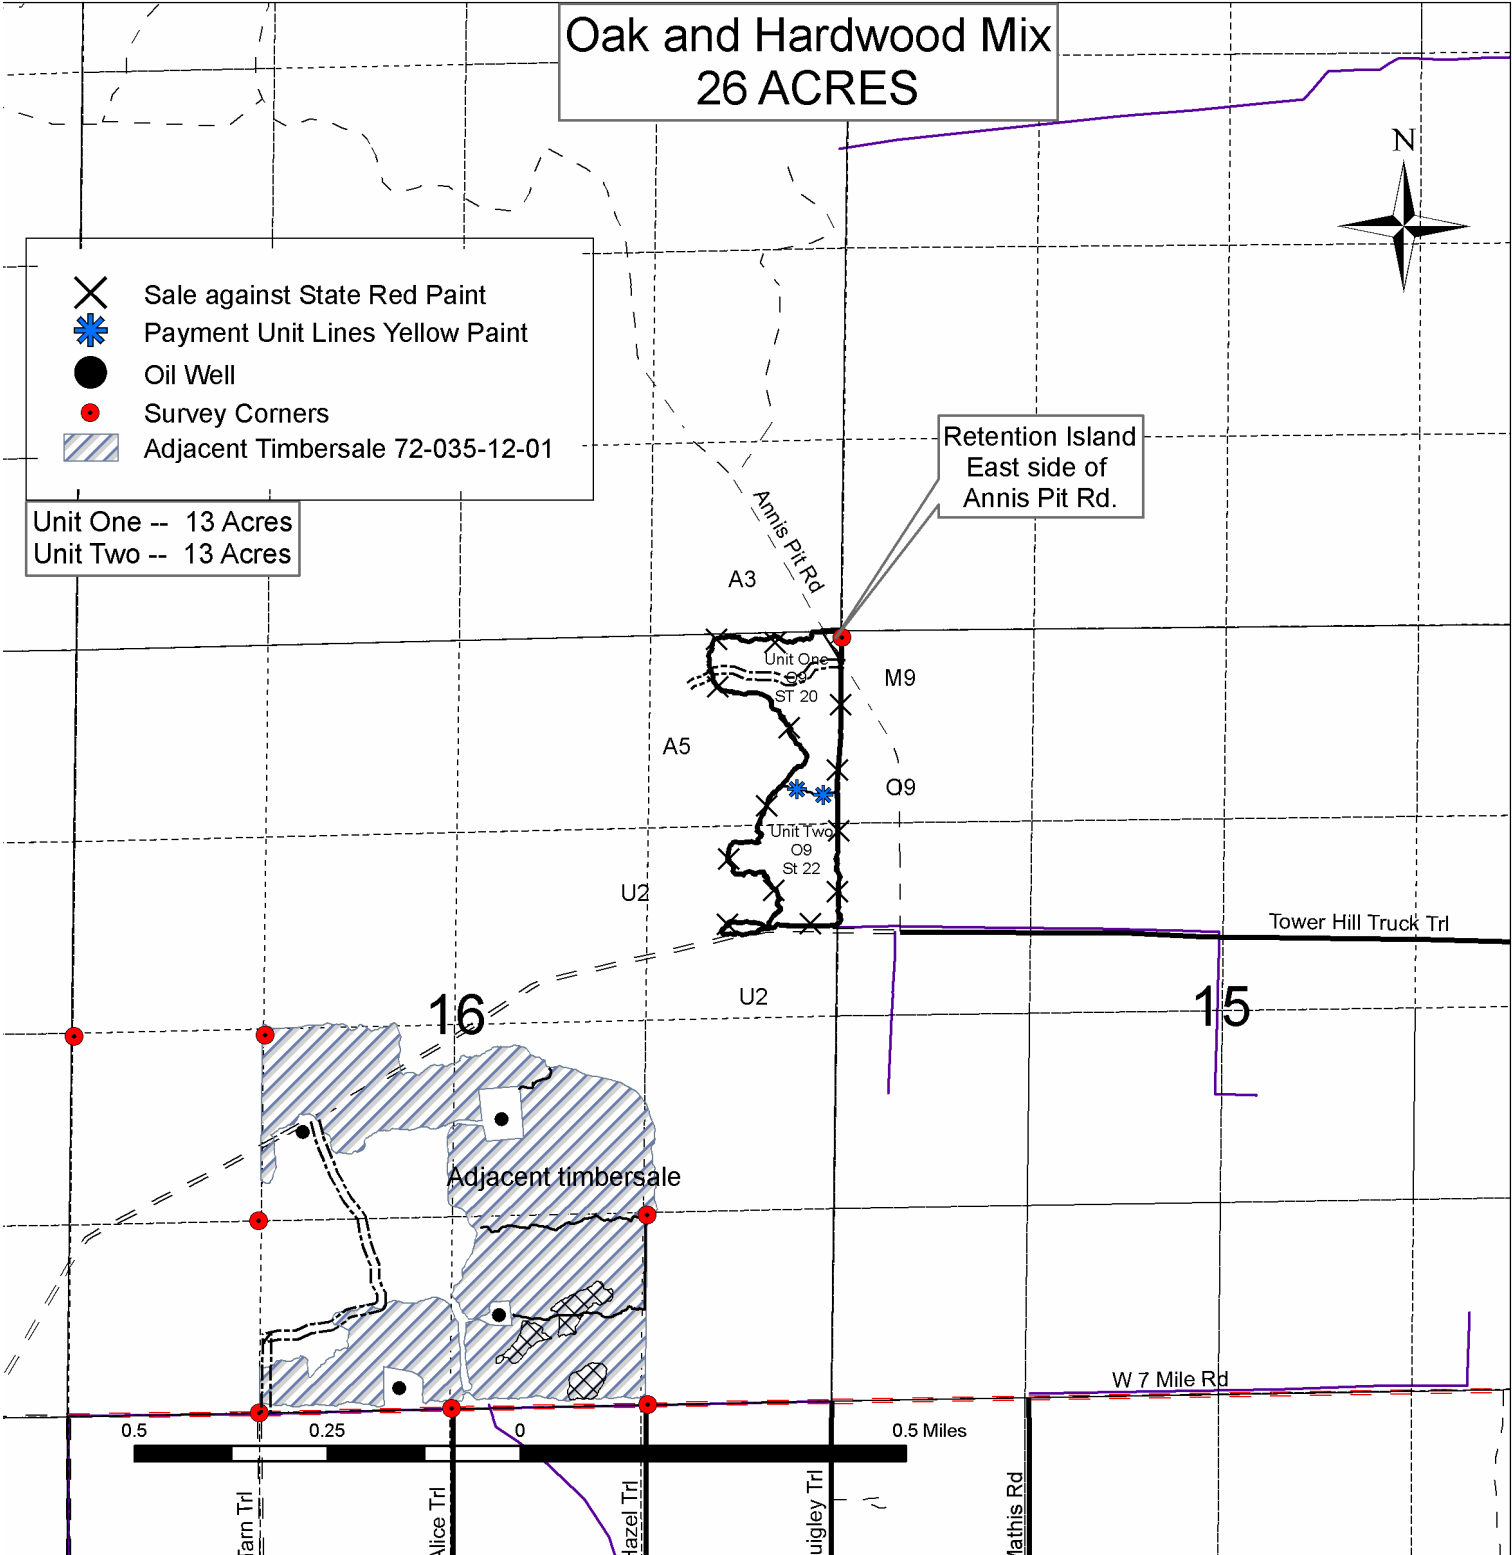 Oak and Hardwood Mix
26 ACRES
N
Sale against State Red Paint
Payment Unit Lines Yellow Paint
Oil Well
Survey Corners
Adjacent Timbersale 72-035-12-01
Unit One -- 13 Acres
Unit Two -- 13 Acres
Retention Island
East side of
Annis Pit Rd.
Annis Pit Rd
A3
Unit One
O9
ST 20
M9
A5
O9
Unit Two
O9
St 22
U2
Tower Hill Truck Trl
U2
16
15
Adjacent timbersale
W 7 Mile Rd
0.5
0.25
0
0.5 Miles
Tarn Trl
Alice Trl
Hazel Trl
uigley Trl
Mathis Rd